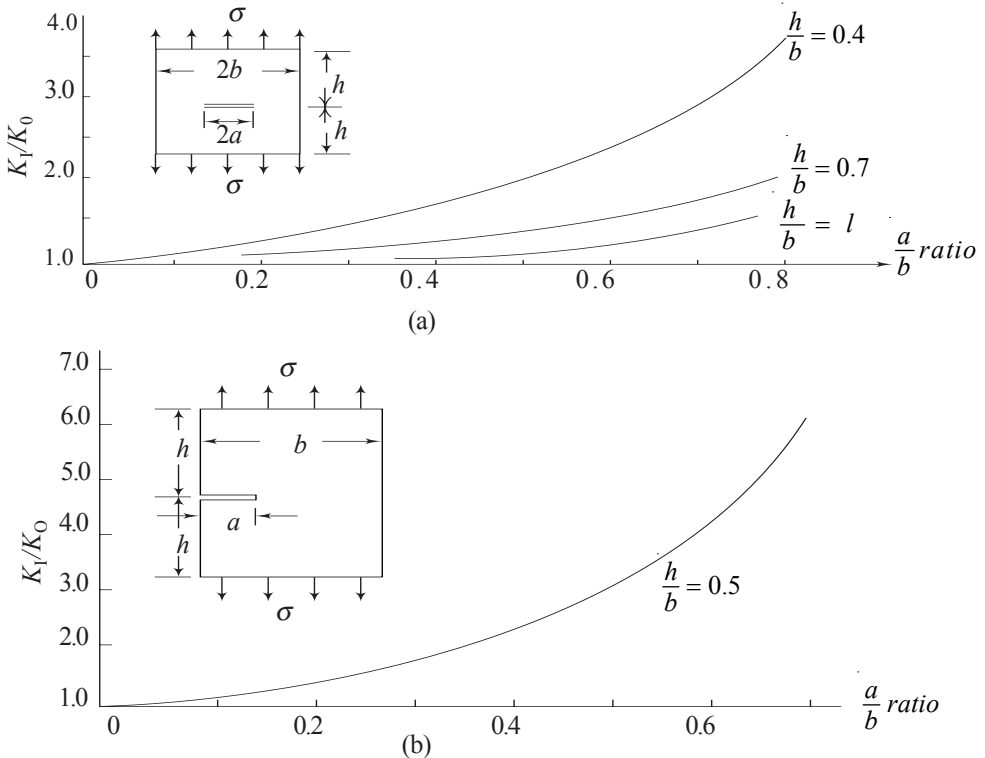 σ
2b
2a
h
h
σ
K_I/K_0
4.0
3.0
2.0
1.0
0
0.4
0.2
0.6
0.8
h/b = 0.4
h/b = 0.7
h/b = l
a/b ratio
(a)
σ
h
b
a
h
σ
K_I/K_O
7.0
6.0
5.0
4.0
3.0
2.0
1.0
0
0.2
0.4
0.6
h/b = 0.5
a/b ratio
(b)